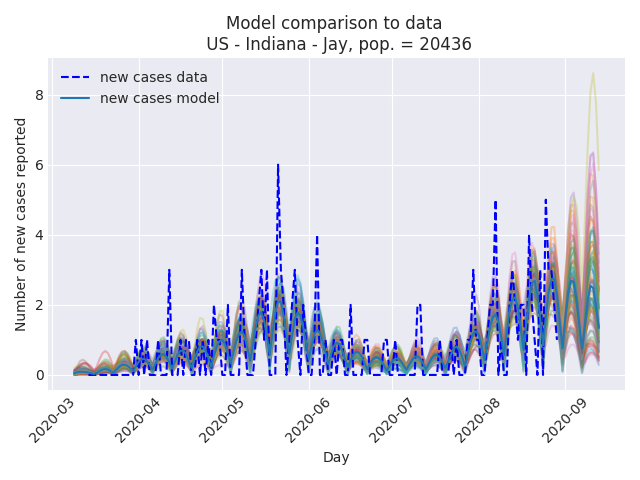 Model comparison to data
US - Indiana - Jay, pop. = 20436
new cases data
new cases model
Number of new cases reported
8
6
4
2
0
2020-03
2020-04
2020-05
2020-06
2020-07
2020-08
2020-09
Day